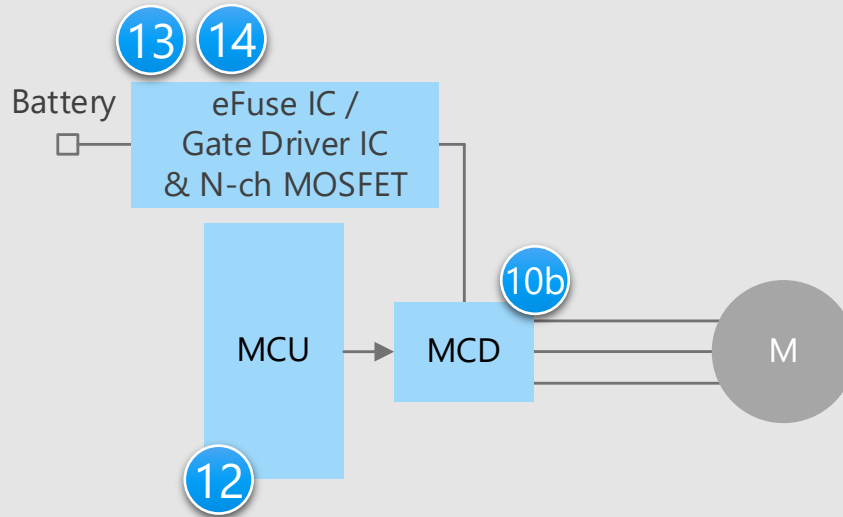 13 14
Battery
eFuse IC /
Gate Driver IC
& N-ch MOSFET
10b
MCU
MCD
M
12